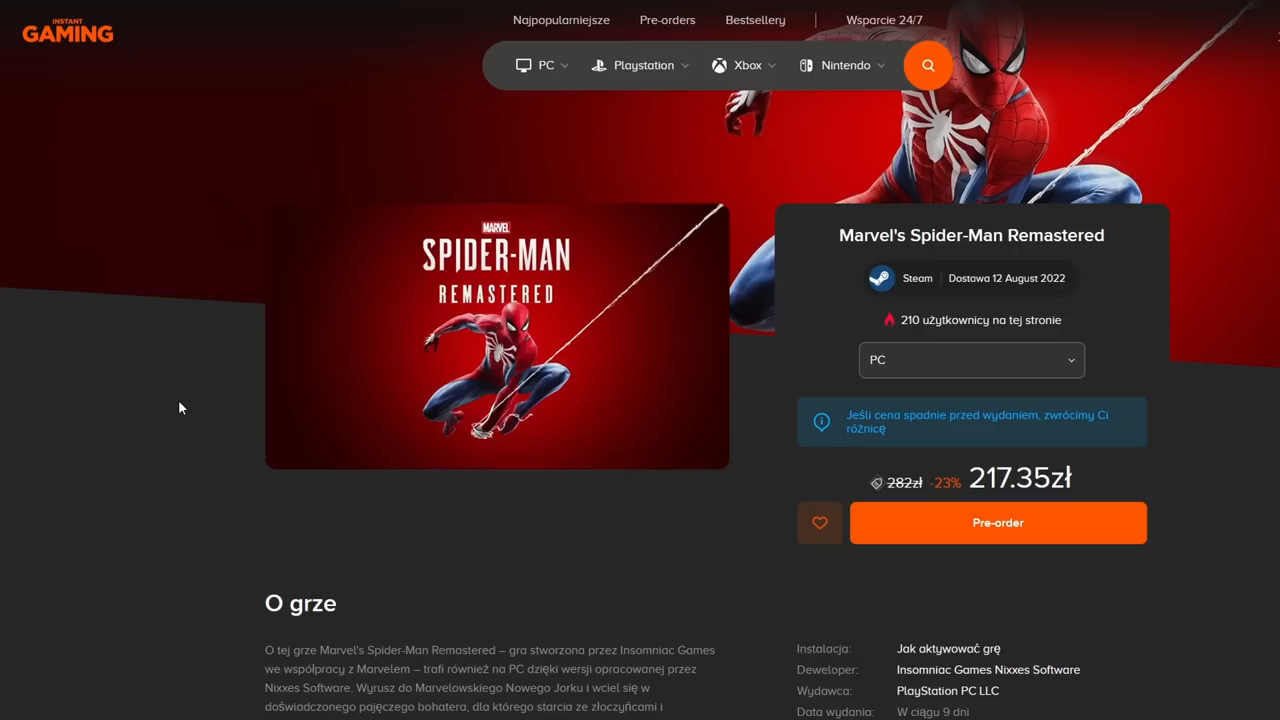 INSTANT
GAMING
Najpopularniejsze Pre-orders Bestsellery Wsparcie 24/7
PC Playstation Xbox Nintendo
MARVEL
SPIDER-MAN
REMASTERED
Marvel's Spider-Man Remastered
Steam Dostawa 12 August 2022
210 użytkownicy na tej stronie
PC
Jeśli cena spadnie przed wydaniem, zwrócimy Ci
różnicę
282zł -23% 217.35zł
Pre-order
O grze
O tej grze Marvel's Spider-Man Remastered – gra stworzona przez Insomniac Games
we współpracy z Marvelem – trafi również na PC dzięki wersji opracowanej przez
Nixxes Software. Wyrusz do Marvelowskiego Nowego Jorku i wciel się w
doświadczonego pajęczego bohatera, dla którego starcia ze złoczyńcami i
Instalacja: Jak aktywować grę
Deweloper: Insomniac Games Nixxes Software
Wydawca: PlayStation PC LLC
Data wydania: W ciągu 9 dni